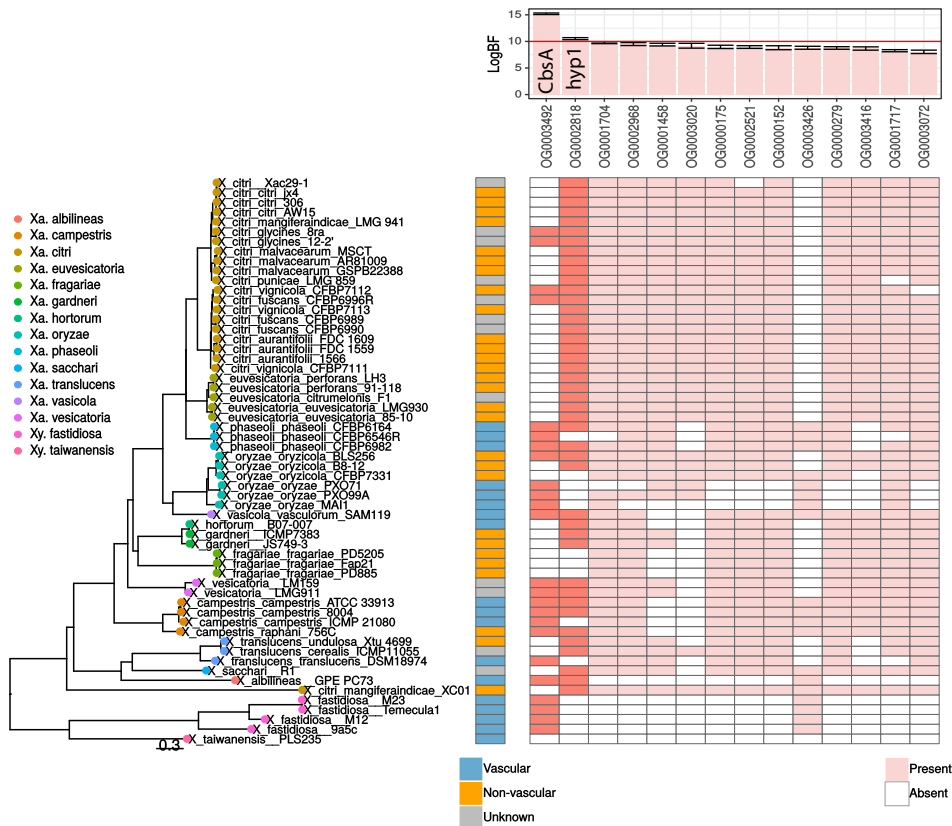 15
10
5
0
LogBF
CbsA
hyp1
OG0003492
OG0002818
OG0001704
OG0002968
OG0001458
OG0003020
OG0000175
OG0002521
OG0000152
OG0003426
OG0000279
OG0003416
OG0001717
OG0003072
Xa. albilineas
Xa. campestris
Xa. citri
Xa. euvesicatoria
Xa. fragariae
Xa. gardneri
Xa. hortorum
Xa. oryzae
Xa. phaseoli
Xa. sacchari
Xa. translucens
Xa. vasicola
Xa. vesicatoria
Xy. fastidiosa
Xy. taiwanensis
X_citri__Xac29-1
X_citri_citri_jx4
X_citri_citri_306
X_citri_citri_AW15
X_citri_mangiferaindicae_LMG 941
X_citri_glycines_8ra
X_citri_glycines_12-2'
X_citri_malvacearum_MSCT
X_citri_malvacearum_AR81009
X_citri_malvacearum_GSPB22388
X_citri_punicae_LMG 859
X_citri_vignicola_CFBP7112
X_citri_fuscans_CFBP6996R
X_citri_vignicola_CFBP7113
X_citri_fuscans_CFBP6989
X_citri_fuscans_CFBP6990
X_citri_aurantifolii_FDC 1609
X_citri_aurantifolii_FDC 1559
X_citri_aurantifolii_1566
X_citri_vignicola_CFBP7111
X_euvesicatoria_perforans_LH3
X_euvesicatoria_perforans_91-118
X_euvesicatoria_citrumelonis_F1
X_euvesicatoria_euvesicatoria_LMG930
X_euvesicatoria_euvesicatoria_85-10
X_phaseoli_phaseoli_CFBP6164
X_phaseoli_phaseoli_CFBP6546R
X_phaseoli_phaseoli_CFBP6982
X_oryzae_oryzicola_BLS256
X_oryzae_oryzicola_B8-12
X_oryzae_oryzicola_CFBP7331
X_oryzae_oryzae_PXO71
X_oryzae_oryzae_PXO99A
X_oryzae_oryzae_MAI1
X_vasicola_vasculorum_SAM119
X_hortorum__B07-007
X_gardneri__ICMP7383
X_gardneri__JS749-3
X_fragariae_fragariae_PD5205
X_fragariae_fragariae_Fap21
X_fragariae_fragariae_PD885
X_vesicatoria__LM159
X_vesicatoria__LMG911
X_campestris_campestris_ATCC 33913
X_campestris_campestris_8004
X_campestris_campestris_ICMP 21080
X_campestris_raphani_756C
X_translucens_undulosa_Xtu 4699
X_translucens_cerealis_ICMP11055
X_translucens_translucens_DSM18974
X_sacchari__R1
X_albilineas__GPE PC73
X_citri_mangiferaindicae_XC01
X_fastidiosa__M23
X_fastidiosa__Temecula1
X_fastidiosa__M12
X_fastidiosa__9a5c
X_taiwanensis__PLS235
0.3
Vascular
Non-vascular
Unknown
Present
Absent